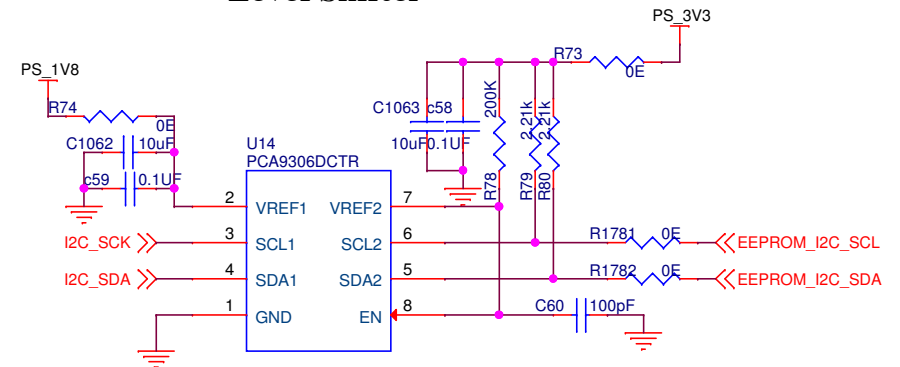 PS_3V3
R73
0E
PS_1V8
R74
0E
C1062
10uF
c59
0.1UF
C1063
c58
10uF
0.1UF
200K
R78
2.21k
R79
2.21k
R80
U14
PCA9306DCTR
2
VREF1
VREF2
7
I2C_SCK
3
SCL1
SCL2
6
R1781
0E
EEPROM_I2C_SCL
I2C_SDA
4
SDA1
SDA2
5
R1782
0E
EEPROM_I2C_SDA
1
GND
EN
8
C60
100pF